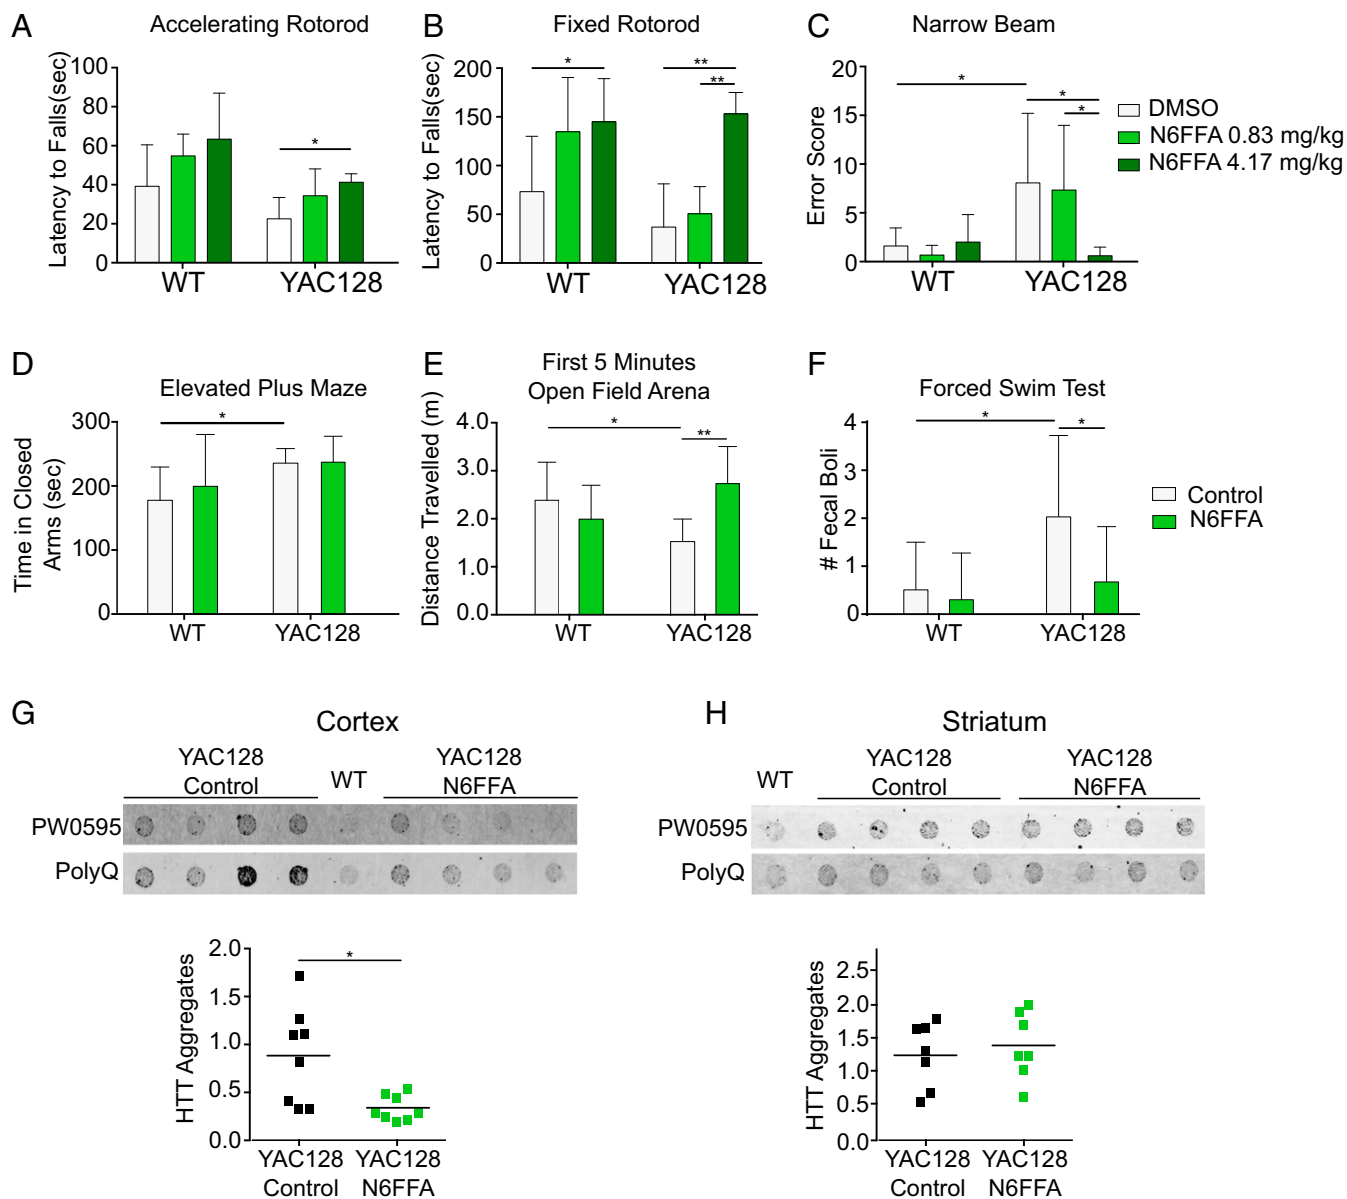 A
Accelerating Rotorod
Latency to Falls(sec)
100
80
60
40
20
0
*
WT
YAC128
B
Fixed Rotorod
Latency to Falls(sec)
200
150
100
50
0
*
**
**
WT
YAC128
C
Narrow Beam
Error Score
20
15
10
5
0
*
*
*
WT
YAC128
DMSO
N6FFA 0.83 mg/kg
N6FFA 4.17 mg/kg
D
Elevated Plus Maze
Time in Closed
Arms (sec)
300
200
100
0
*
WT
YAC128
E
First 5 Minutes
Open Field Arena
Distance Travelled (m)
4.0
3.0
2.0
1.0
0.0
*
**
WT
YAC128
F
Forced Swim Test
# Fecal Boli
4
3
2
1
0
*
*
WT
YAC128
Control
N6FFA
G
Cortex
YAC128
Control
WT
YAC128
N6FFA
PW0595
PolyQ
HTT Aggregates
2.0
1.5
1.0
0.5
0.0
*
YAC128
Control
YAC128
N6FFA
H
Striatum
WT
YAC128
Control
YAC128
N6FFA
PW0595
PolyQ
HTT Aggregates
2.5
2.0
1.5
1.0
0.5
0.0
YAC128
Control
YAC128
N6FFA